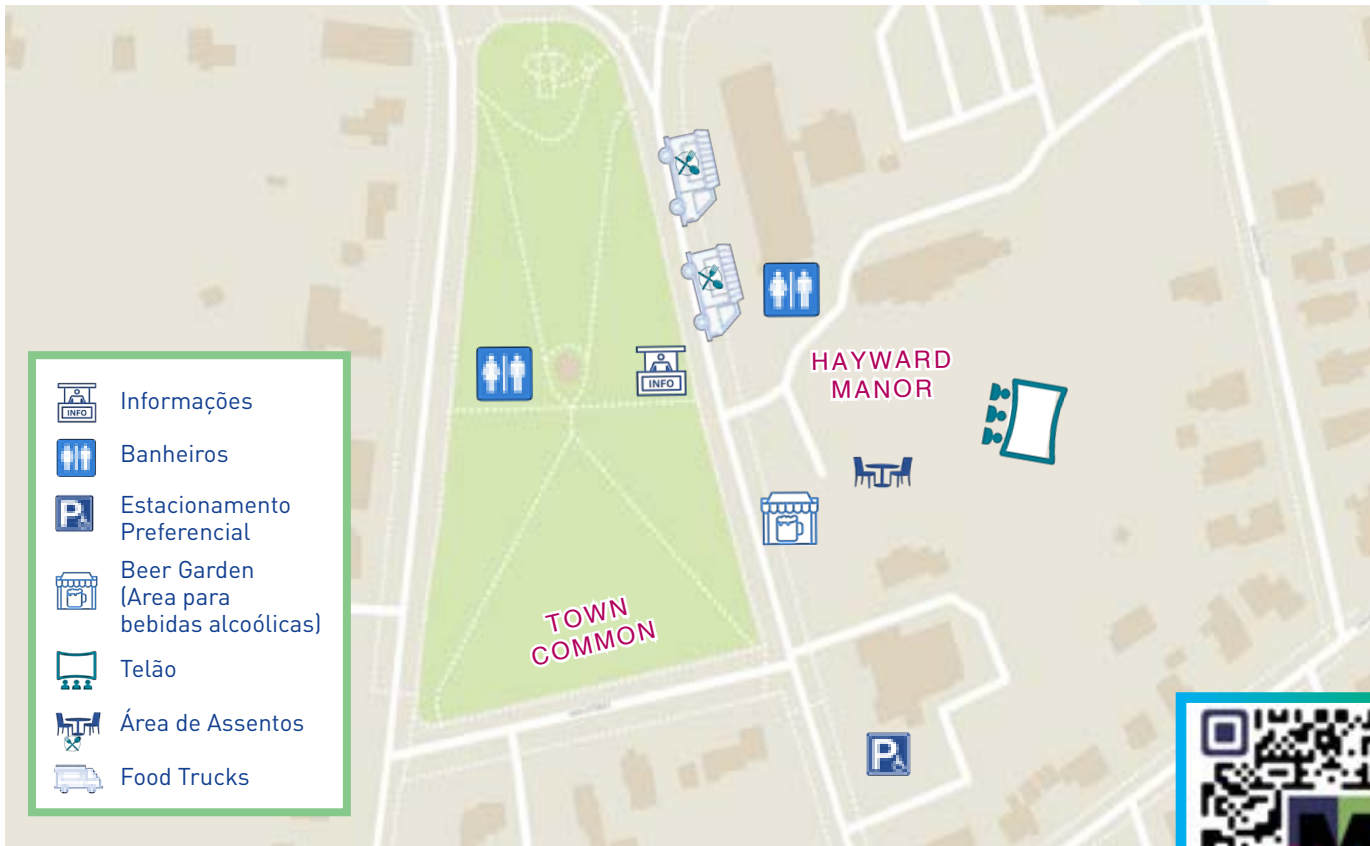 INFO
HAYWARD
MANOR
INFO
Informações
Banheiros
P
Estacionamento
Preferencial
Beer Garden
(Area para
bebidas alcoólicas)
Telão
Área de Assentos
Food Trucks
TOWN
COMMON
P
M